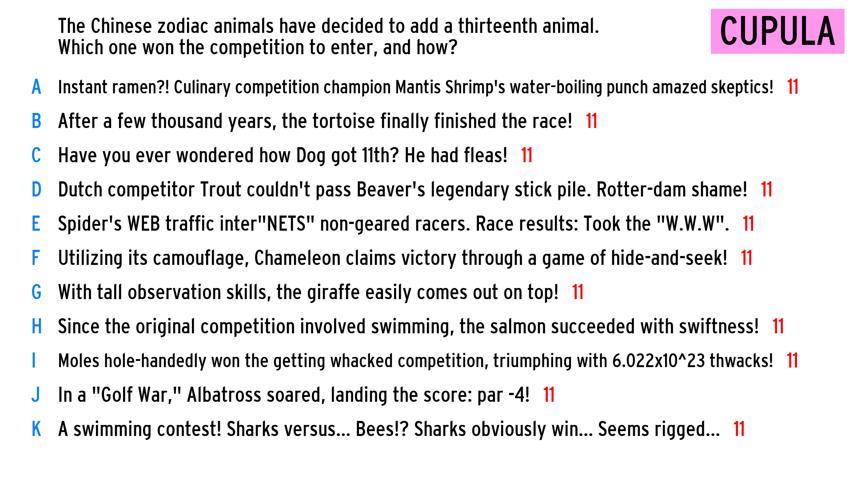 The Chinese zodiac animals have decided to add a thirteenth animal.
Which one won the competition to enter, and how?
CUPULA
A Instant ramen?! Culinary competition champion Mantis Shrimp's water-boiling punch amazed skeptics! 11
B After a few thousand years, the tortoise finally finished the race! 11
C Have you ever wondered how Dog got 11th? He had fleas! 11
D Dutch competitor Trout couldn't pass Beaver's legendary stick pile. Rotter-dam shame! 11
E Spider's WEB traffic inter"NETS" non-geared racers. Race results: Took the "W.W.W". 11
F Utilizing its camouflage, Chameleon claims victory through a game of hide-and-seek! 11
G With tall observation skills, the giraffe easily comes out on top! 11
H Since the original competition involved swimming, the salmon succeeded with swiftness! 11
I Moles hole-handedly won the getting whacked competition, triumphing with 6.022x10^23 thwacks! 11
J In a "Golf War," Albatross soared, landing the score: par -4! 11
K A swimming contest! Sharks versus... Bees!? Sharks obviously win... Seems rigged... 11